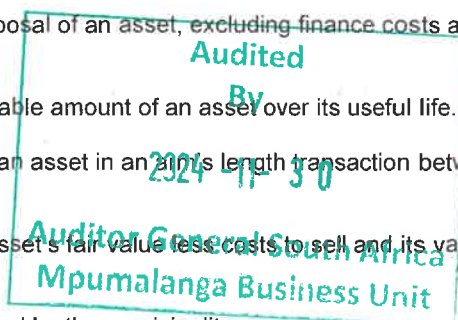 posal of an asset, excluding finance costs a
Audited
By
able amount of an asset over its useful life.
an asset in an arm's length transaction betw
2024 -11- 30
sset's fair value less costs to sell and its va
Auditor General South Africa
Mpumalanga Business Unit